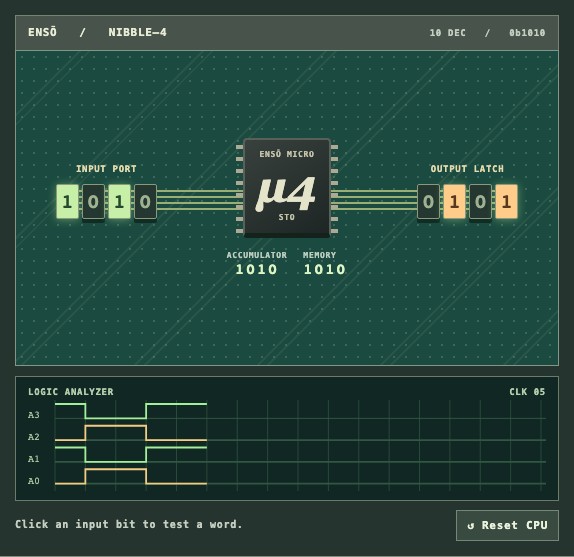 ENSŌ / NIBBLE—4
10 DEC / 0b1010
INPUT PORT
1 0 1 0
ENSŌ MICRO
μ4
STO
OUTPUT LATCH
0 1 0 1
ACCUMULATOR MEMORY
1010 1010
LOGIC ANALYZER CLK 05
A3
A2
A1
A0
Click an input bit to test a word.
↺ Reset CPU